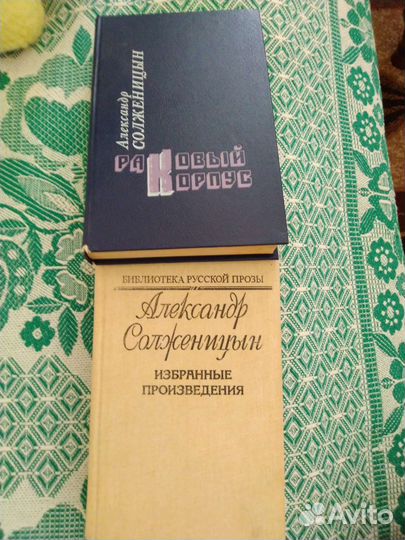 Александр
СОЛЖЕНИЦЫН
РАКОВЫЙ
КОРПУС
БИБЛИОТЕКА РУССКОЙ ПРОЗЫ
Александр
Солженицын
ИЗБРАННЫЕ
ПРОИЗВЕДЕНИЯ
Avito